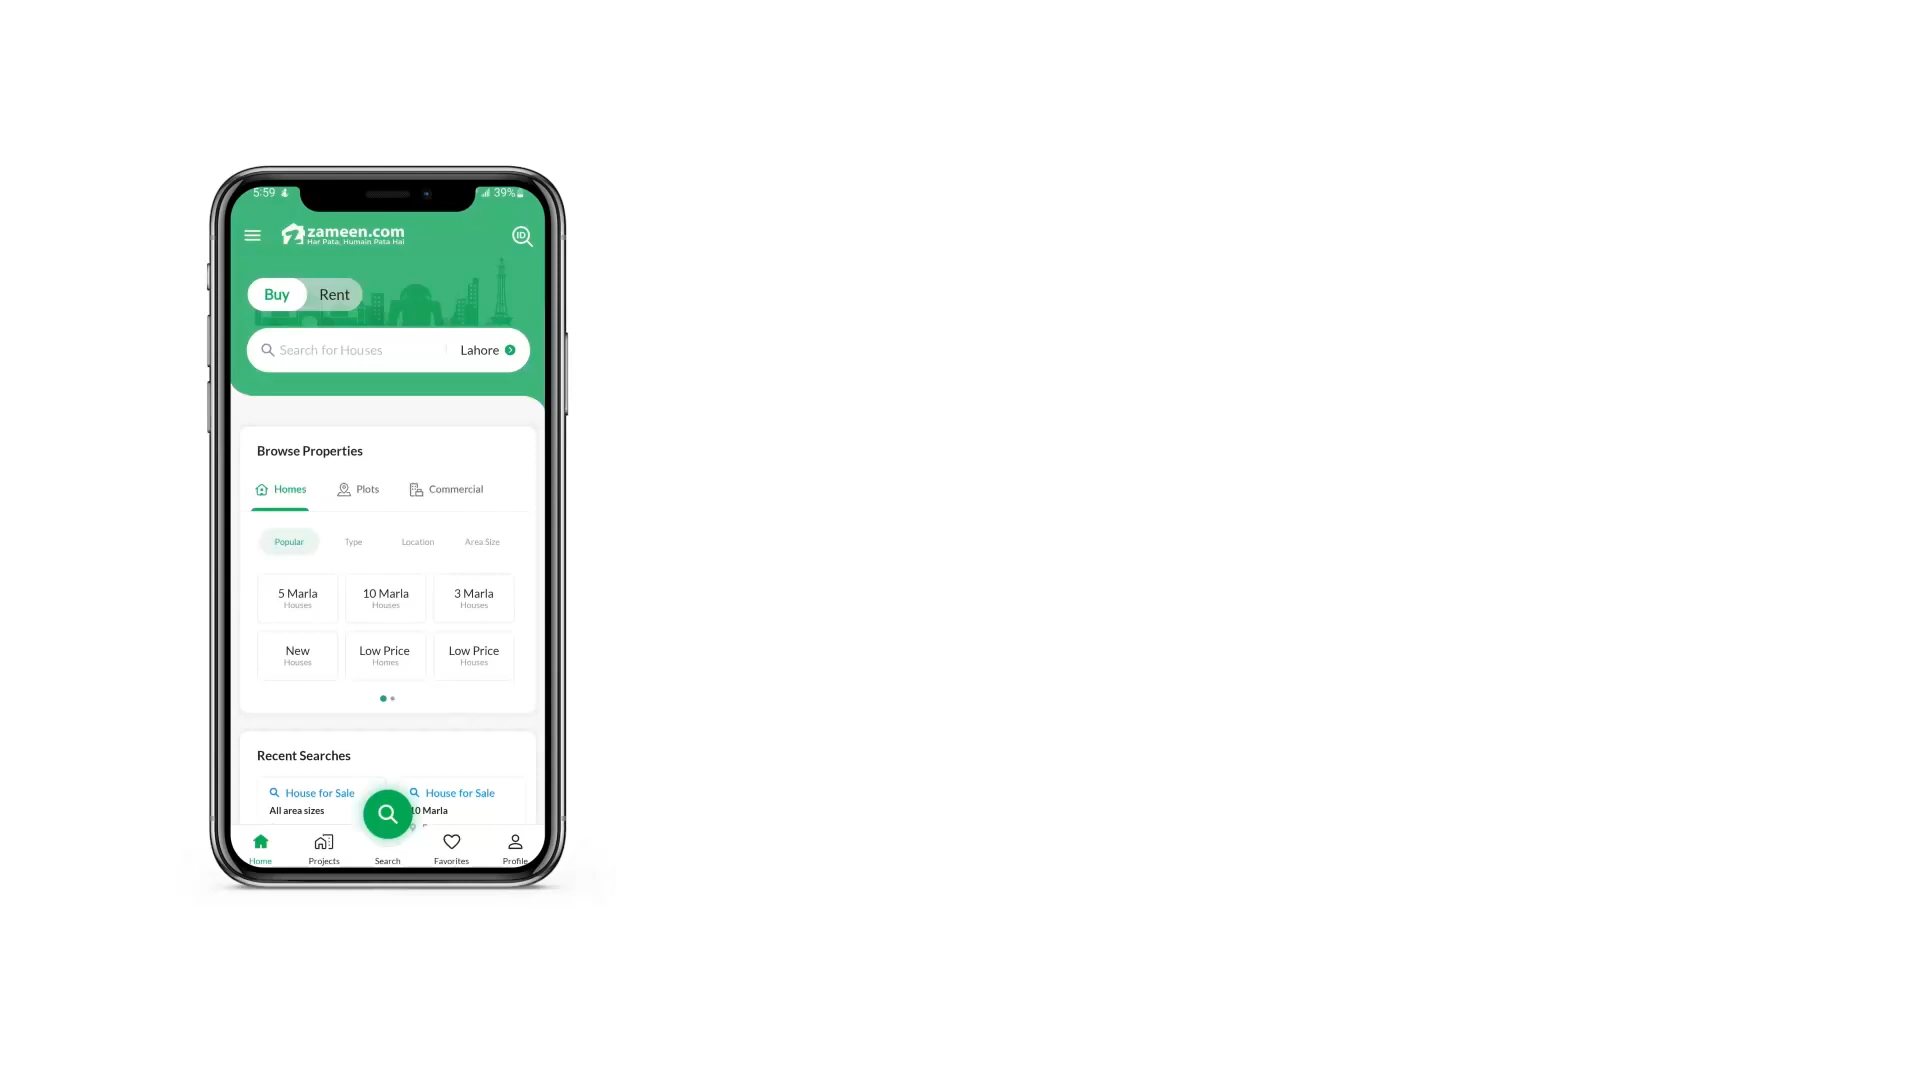 5:59 39%
zameen.com
Har Pata, Humain Pata Hai
ID
Buy Rent
Search for Houses Lahore
Browse Properties
Homes Plots Commercial
Popular Type Location Area Size
5 Marla 10 Marla 3 Marla
Houses Houses Houses
New Low Price Low Price
Houses Homes Houses
Recent Searches
House for Sale House for Sale
All area sizes 10 Marla
Home Projects Search Favorites Profile